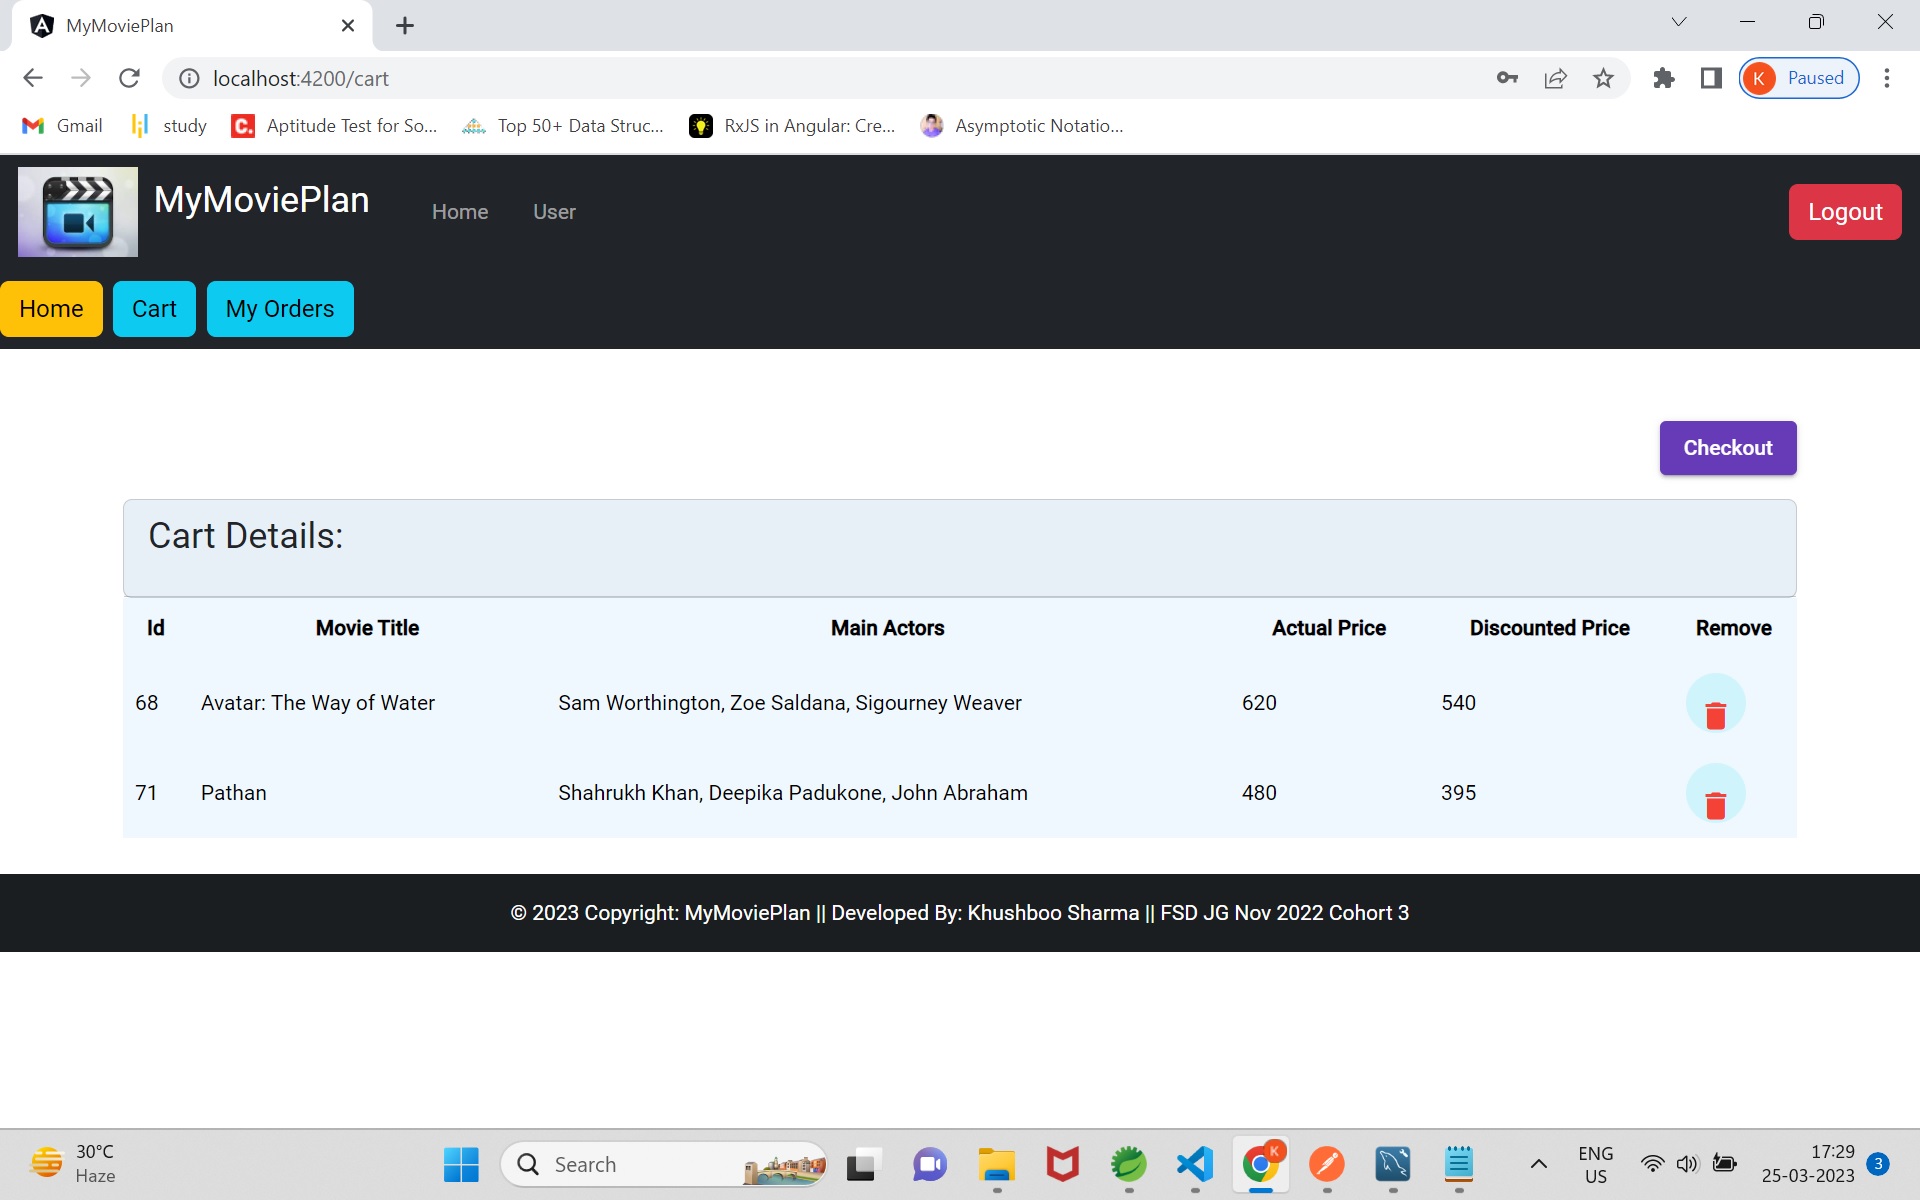 MyMoviePlan
localhost:4200/cart
K Paused
Gmail study C. Aptitude Test for So... Top 50+ Data Struc... RxJS in Angular: Cre... Asymptotic Notatio...
MyMoviePlan Home User Logout
Home Cart My Orders
Checkout
Cart Details:
Id Movie Title Main Actors Actual Price Discounted Price Remove
68 Avatar: The Way of Water Sam Worthington, Zoe Saldana, Sigourney Weaver 620 540
71 Pathan Shahrukh Khan, Deepika Padukone, John Abraham 480 395
© 2023 Copyright: MyMoviePlan || Developed By: Khushboo Sharma || FSD JG Nov 2022 Cohort 3
30°C
Haze
Search
K
ENG
US
17:29
25-03-2023
3